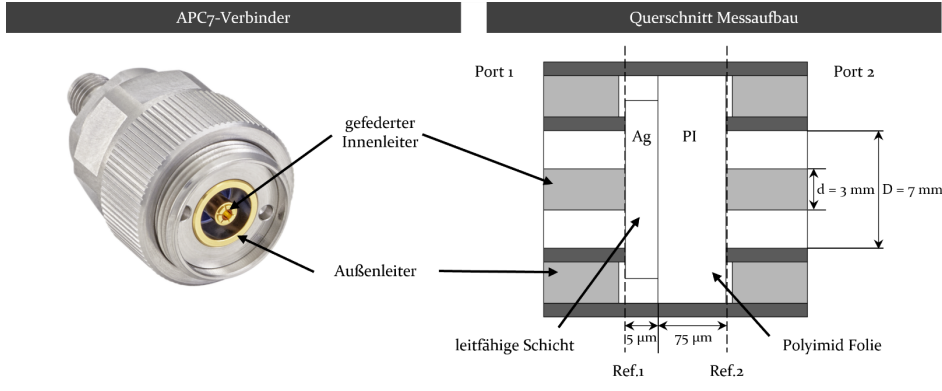 APC7-Verbinder
Querschnitt Messaufbau
Port 1
Port 2
gefederter
Innenleiter
Ag
PI
d = 3 mm
D = 7 mm
Außenleiter
leitfähige Schicht
5 µm
75 µm
Polyimid Folie
Ref.1
Ref.2